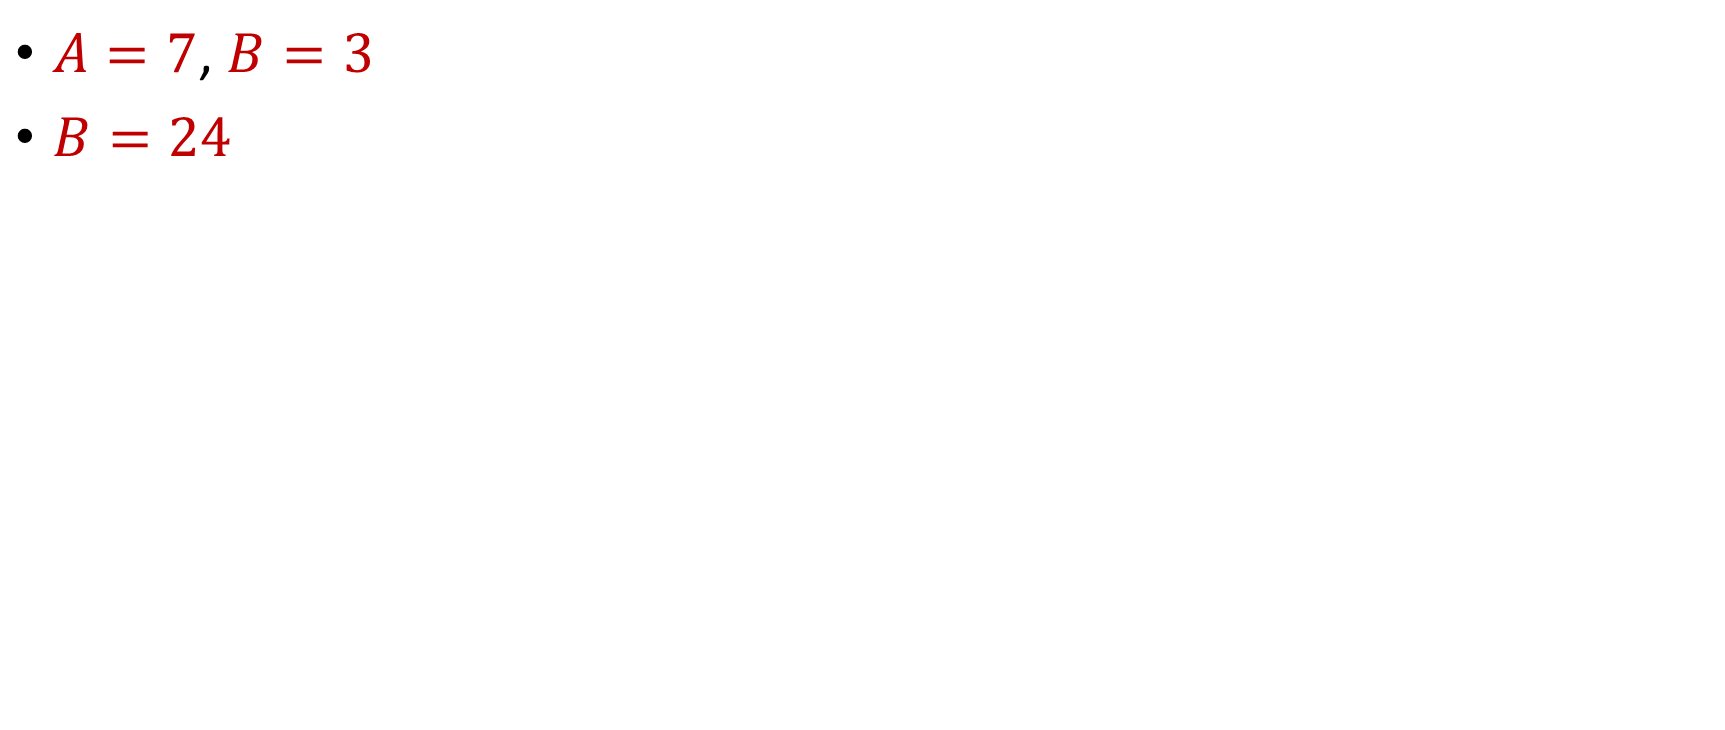 • A = 7, B = 3
• B = 24